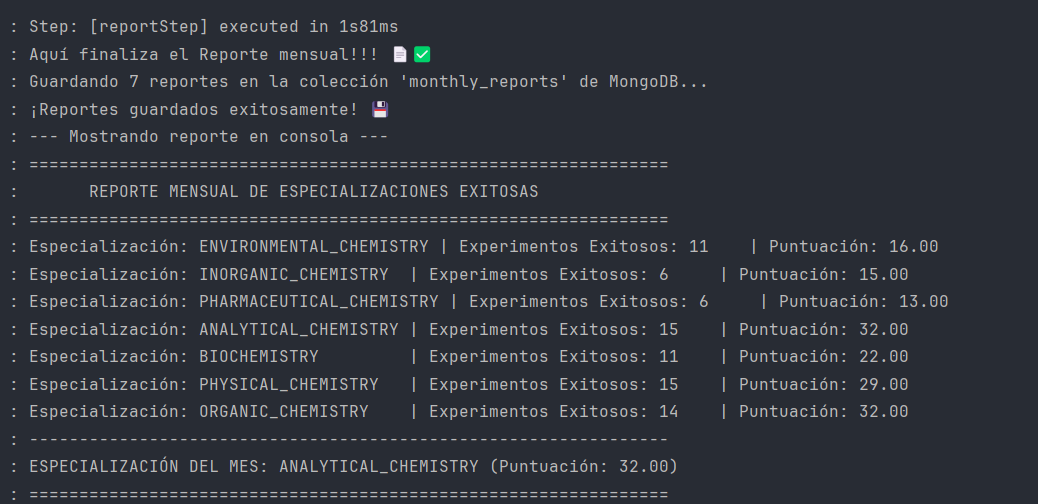 : Step: [reportStep] executed in 1s81ms
: Aquí finaliza el Reporte mensual!!! 📄✅
: Guardando 7 reportes en la colección 'monthly_reports' de MongoDB...
: ¡Reportes guardados exitosamente! 💾
: --- Mostrando reporte en consola ---
: ================================================================
:       REPORTE MENSUAL DE ESPECIALIZACIONES EXITOSAS
: ================================================================
: Especialización: ENVIRONMENTAL_CHEMISTRY | Experimentos Exitosos: 11    | Puntuación: 16.00
: Especialización: INORGANIC_CHEMISTRY  | Experimentos Exitosos: 6     | Puntuación: 15.00
: Especialización: PHARMACEUTICAL_CHEMISTRY | Experimentos Exitosos: 6     | Puntuación: 13.00
: Especialización: ANALYTICAL_CHEMISTRY | Experimentos Exitosos: 15    | Puntuación: 32.00
: Especialización: BIOCHEMISTRY         | Experimentos Exitosos: 11    | Puntuación: 22.00
: Especialización: PHYSICAL_CHEMISTRY   | Experimentos Exitosos: 15    | Puntuación: 29.00
: Especialización: ORGANIC_CHEMISTRY    | Experimentos Exitosos: 14    | Puntuación: 32.00
: ----------------------------------------------------------------
: ESPECIALIZACIÓN DEL MES: ANALYTICAL_CHEMISTRY (Puntuación: 32.00)
: ================================================================